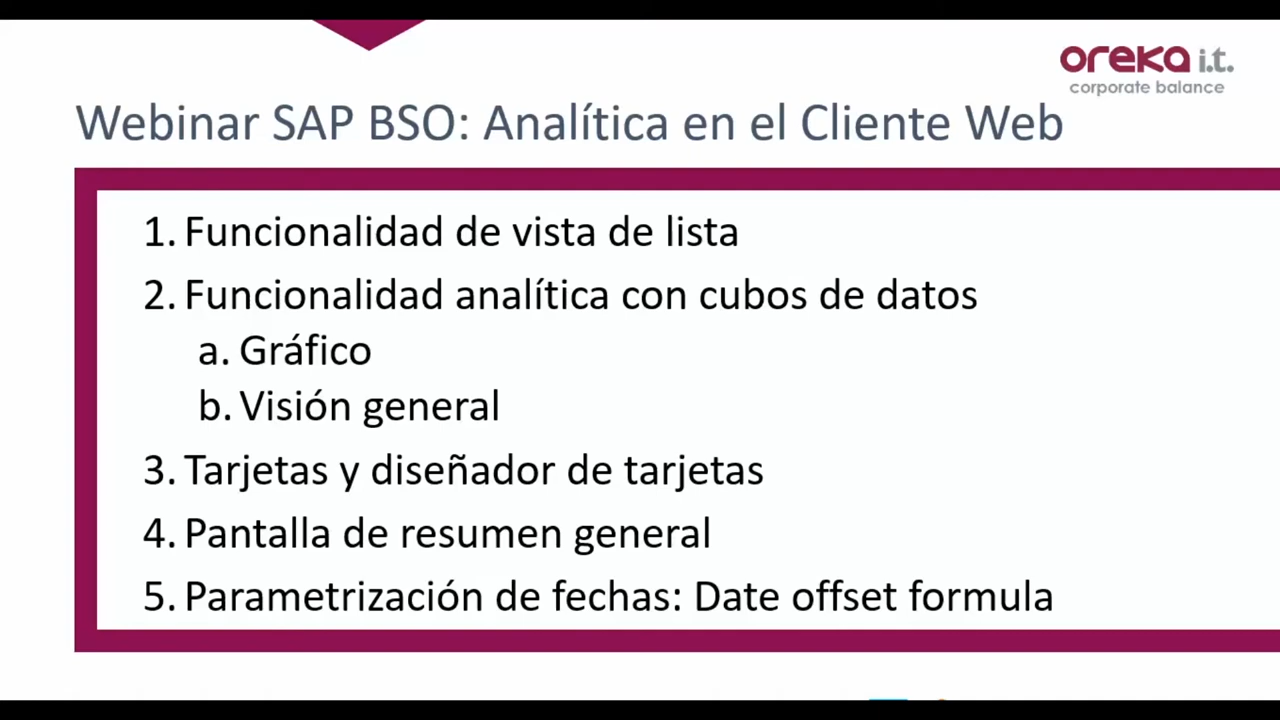 oreka i.t.
corporate balance
Webinar SAP BSO: Analítica en el Cliente Web
1. Funcionalidad de vista de lista
2. Funcionalidad analítica con cubos de datos
a. Gráfico
b. Visión general
3. Tarjetas y diseñador de tarjetas
4. Pantalla de resumen general
5. Parametrización de fechas: Date offset formula